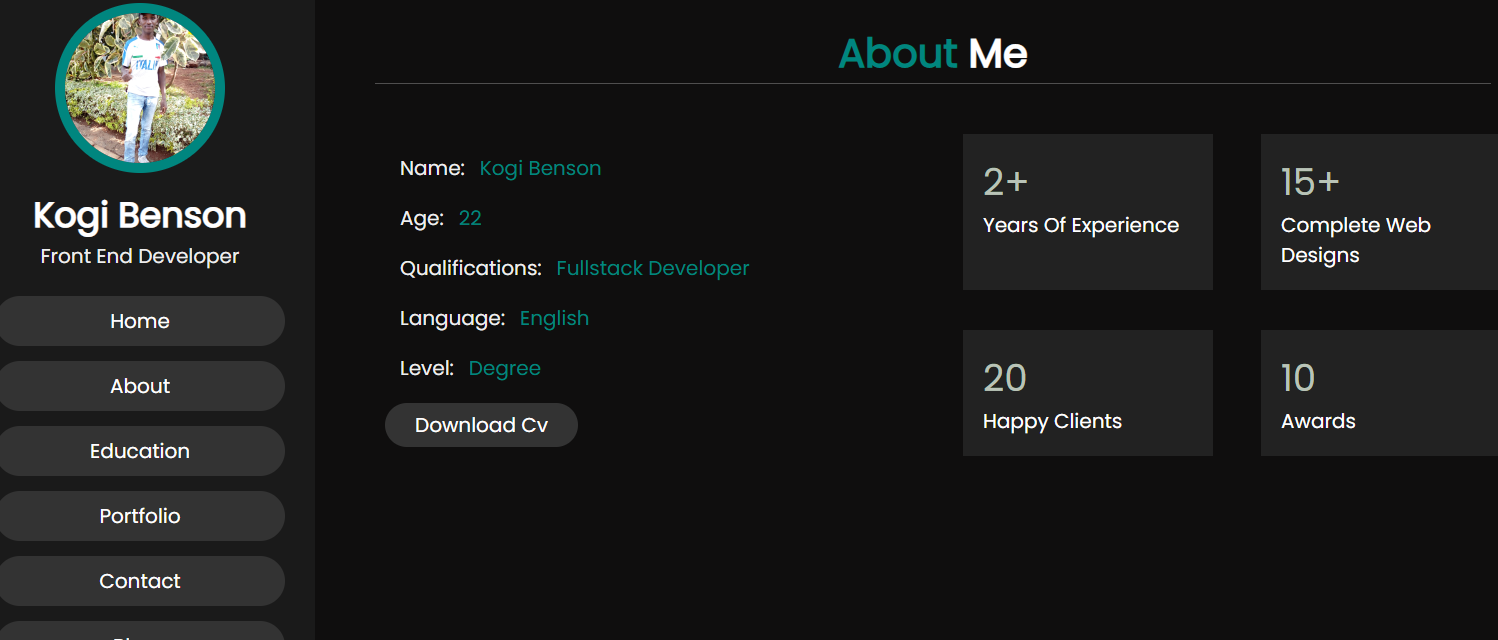 Kogi Benson
Front End Developer
Home
About
Education
Portfolio
Contact
About Me
Name: Kogi Benson
Age: 22
Qualifications: Fullstack Developer
Language: English
Level: Degree
Download Cv
2+
Years Of Experience
15+
Complete Web
Designs
20
Happy Clients
10
Awards